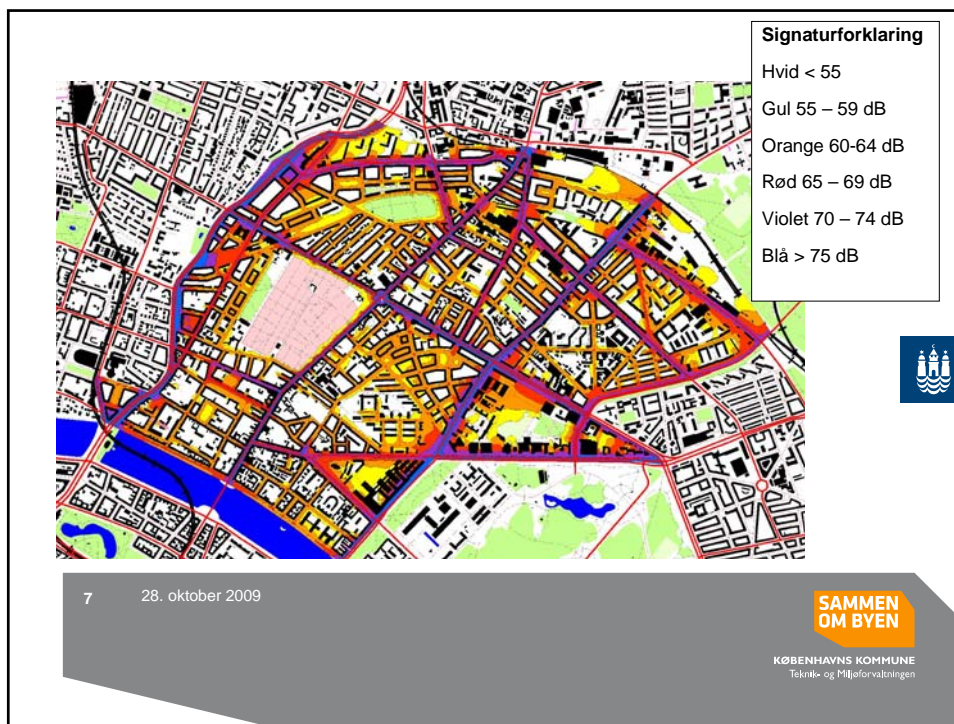 Signaturforklaring
Hvid < 55
Gul 55 – 59 dB
Orange 60-64 dB
Rød 65 – 69 dB
Violet 70 – 74 dB
Blå > 75 dB
7
28. oktober 2009
SAMMEN
OM BYEN
KØBENHAVNS KOMMUNE
Teknik- og Miljøforvaltningen